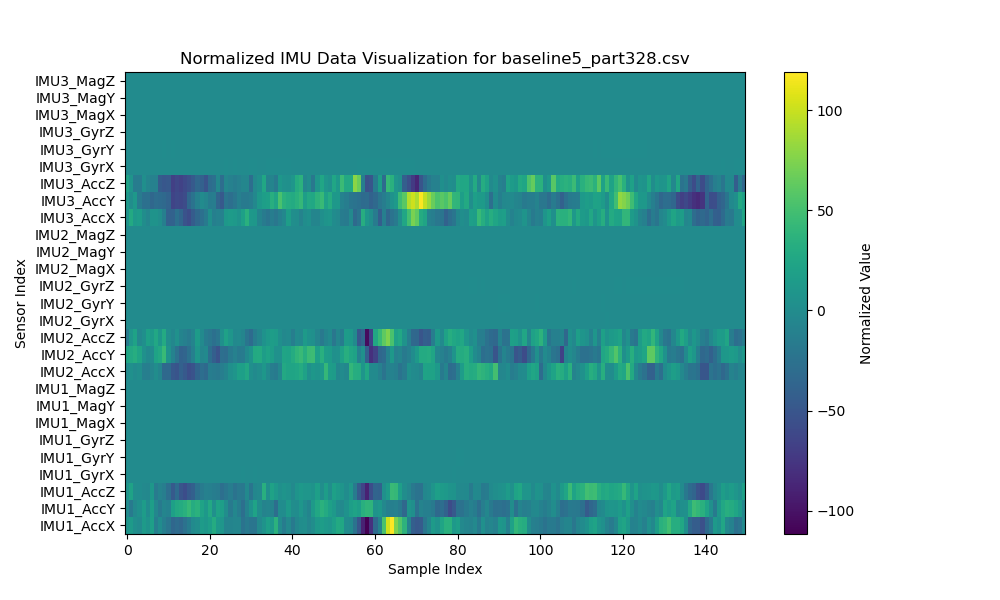 Normalized IMU Data Visualization for baseline5_part328.csv
IMU3_MagZ
IMU3_MagY
IMU3_MagX
IMU3_GyrZ
IMU3_GyrY
IMU3_GyrX
IMU3_AccZ
IMU3_AccY
IMU3_AccX
IMU2_MagZ
IMU2_MagY
IMU2_MagX
IMU2_GyrZ
IMU2_GyrY
IMU2_GyrX
IMU2_AccZ
IMU2_AccY
IMU2_AccX
IMU1_MagZ
IMU1_MagY
IMU1_MagX
IMU1_GyrZ
IMU1_GyrY
IMU1_GyrX
IMU1_AccZ
IMU1_AccY
IMU1_AccX
Sensor Index
0 20 40 60 80 100 120 140
Sample Index
100
50
0
−50
−100
Normalized Value